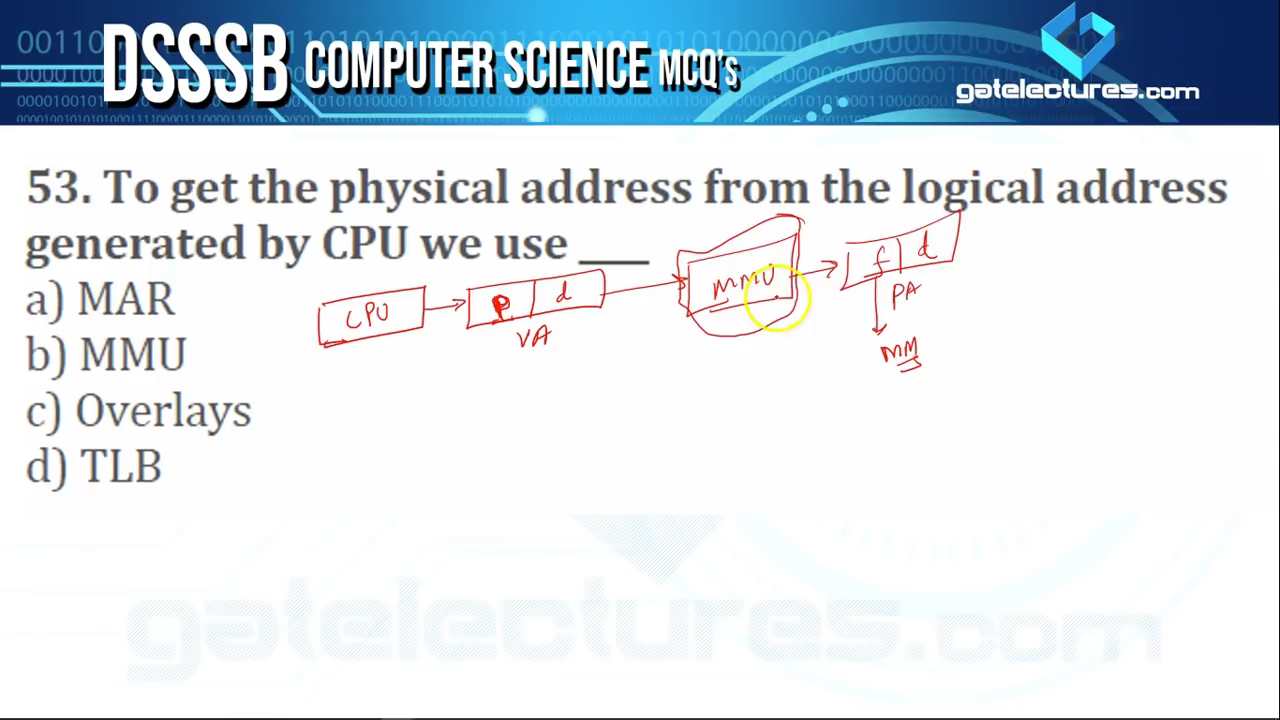 DSSSB COMPUTER SCIENCE MCQ's
gatelectures.com
53. To get the physical address from the logical address
generated by CPU we use ____
a) MAR
b) MMU
c) Overlays
d) TLB
CPU
P d
VA
MMU
f d
PA
MM
gatelectures.com